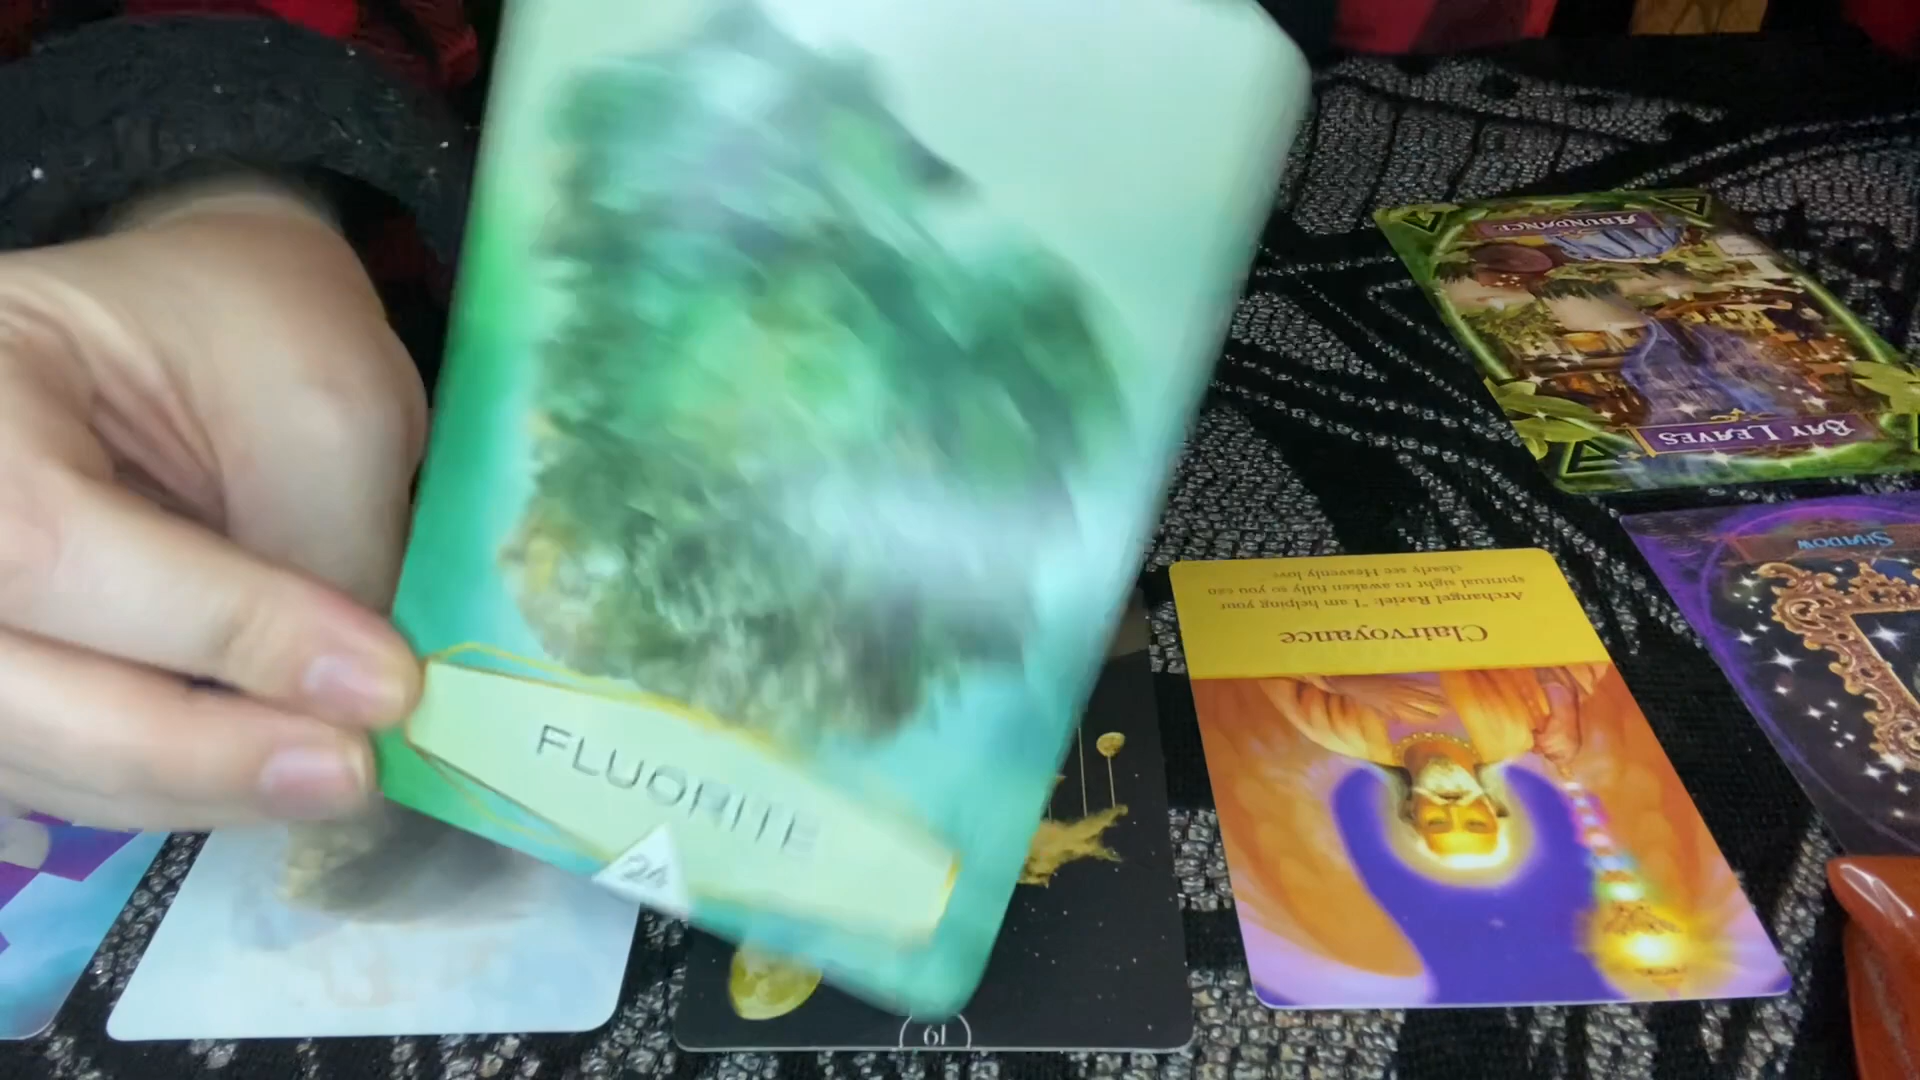 FLUORITE
24
ABUNDANCE
BAY LEAVES
SHADOW
Clairvoyance
Archangel Raziel: "I am helping your
spiritual sight to awaken fully so you can
clearly see Heavenly love."
19